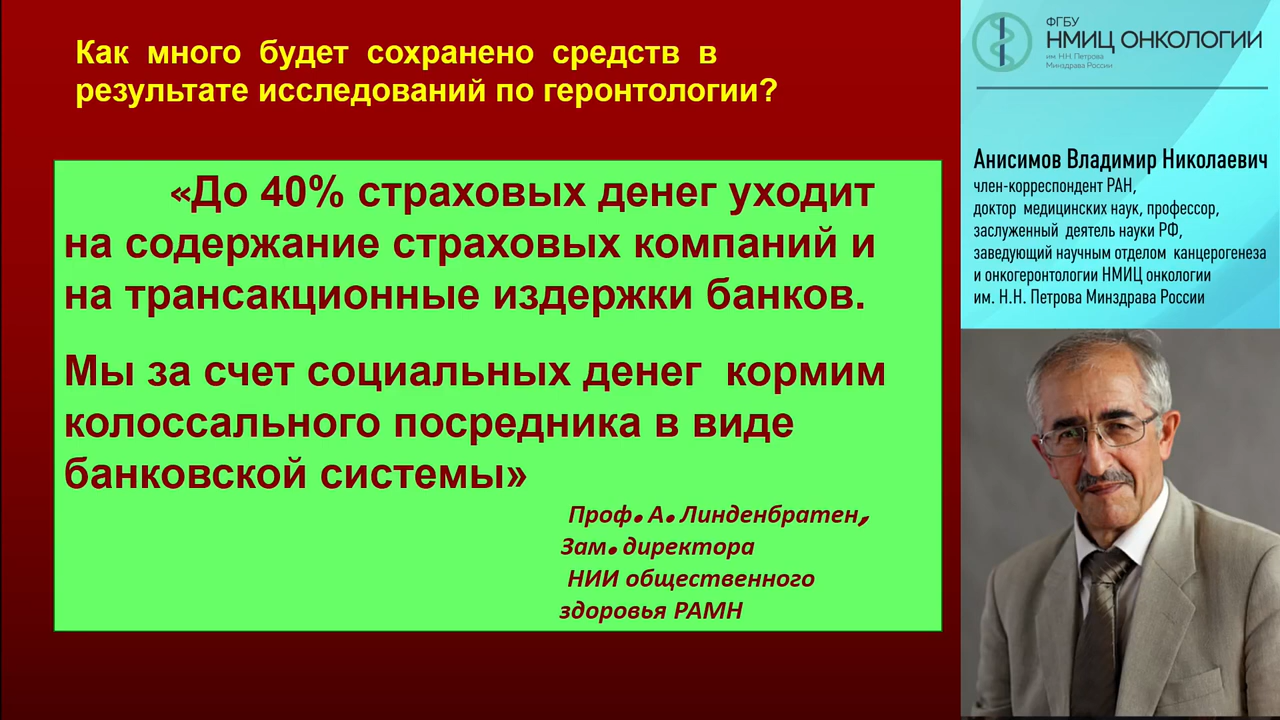 Как много будет сохранено средств в
результате исследований по геронтологии?
«До 40% страховых денег уходит
на содержание страховых компаний и
на трансакционные издержки банков.
Мы за счет социальных денег кормим
колоссального посредника в виде
банковской системы»
Проф. А. Линденбратен,
Зам. директора
НИИ общественного
здоровья РАМН
ФГБУ
НМИЦ ОНКОЛОГИИ
им. Н.Н. Петрова
Минздрава России
Анисимов Владимир Николаевич
член-корреспондент РАН,
доктор медицинских наук, профессор,
заслуженный деятель науки РФ,
заведующий научным отделом канцерогенеза
и онкогеронтологии НМИЦ онкологии
им. Н.Н. Петрова Минздрава России